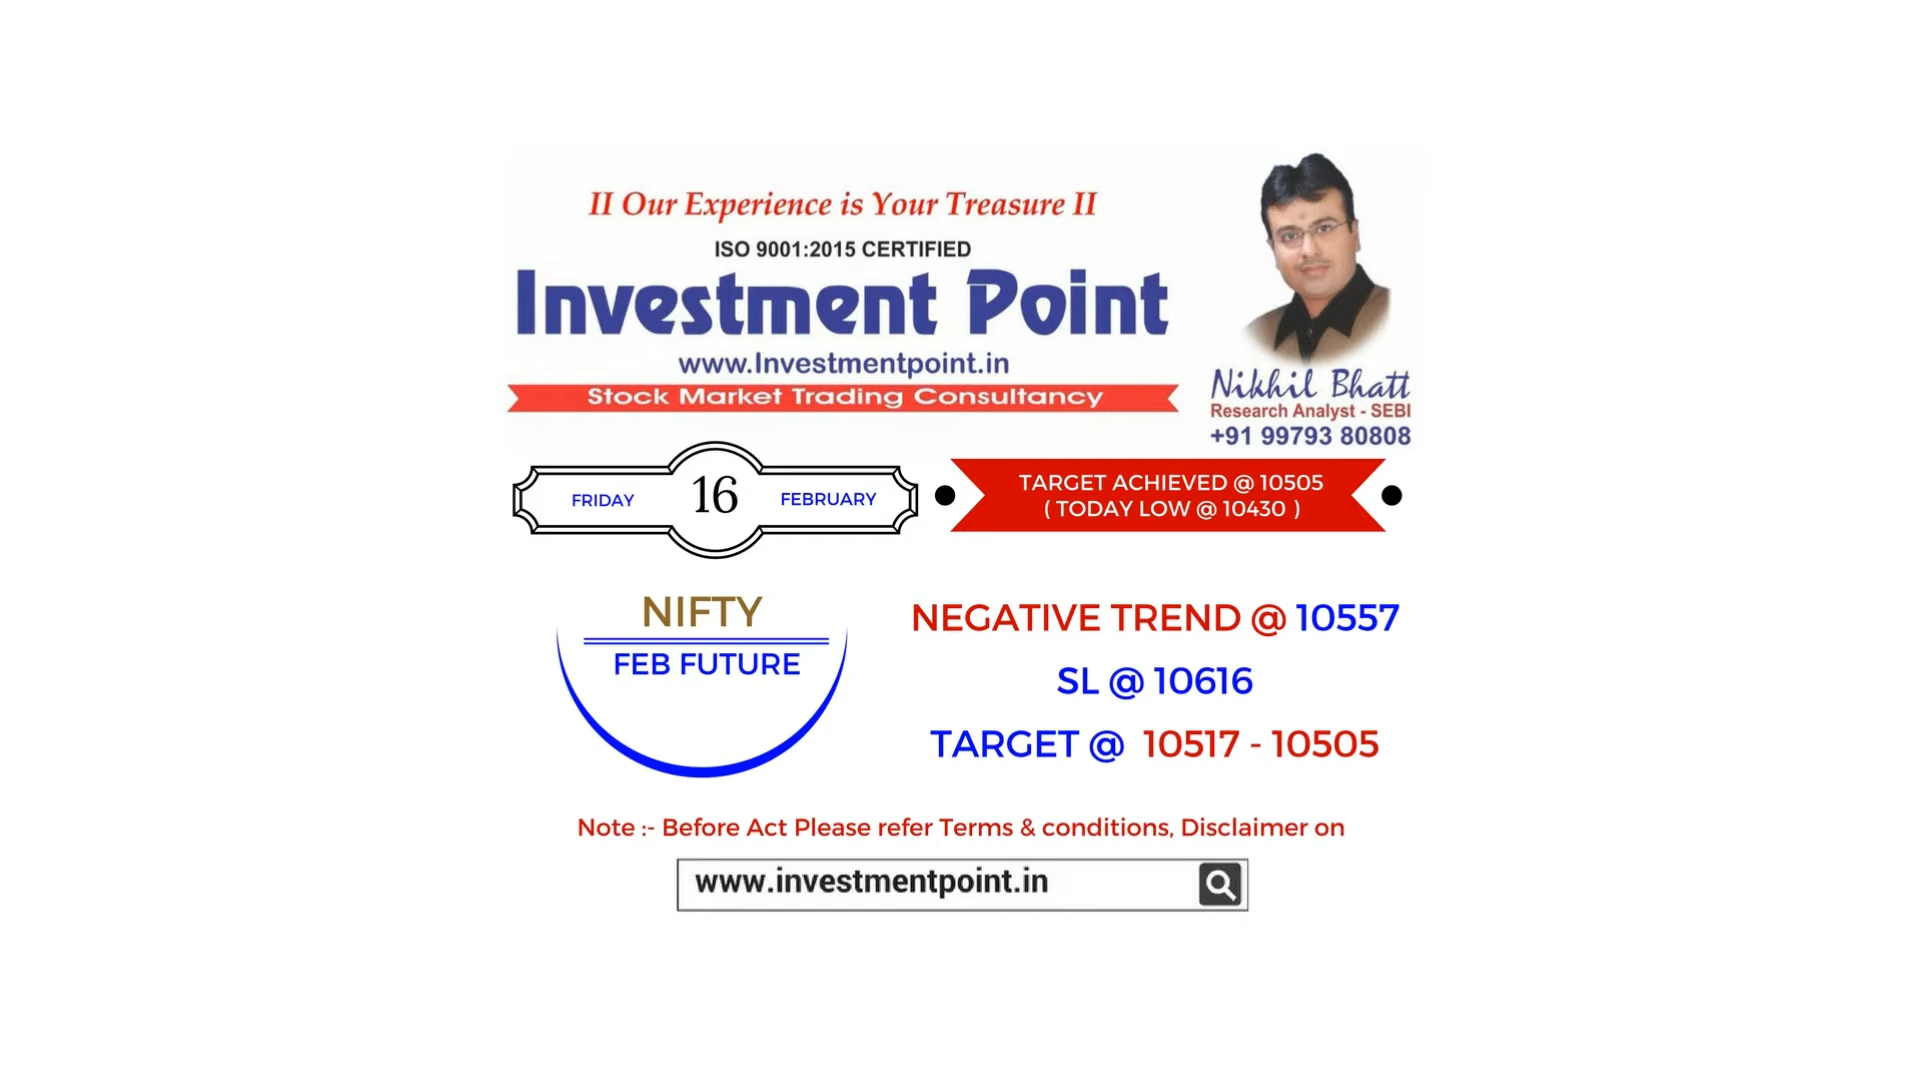 II Our Experience is Your Treasure II
ISO 9001:2015 CERTIFIED
Investment Point
www.Investmentpoint.in
Stock Market Trading Consultancy
Nikhil Bhatt
Research Analyst - SEBI
+91 99793 80808
FRIDAY 16 FEBRUARY
TARGET ACHIEVED @ 10505
( TODAY LOW @ 10430 )
NIFTY
FEB FUTURE
NEGATIVE TREND @ 10557
SL @ 10616
TARGET @ 10517 - 10505
Note :- Before Act Please refer Terms & conditions, Disclaimer on
www.investmentpoint.in